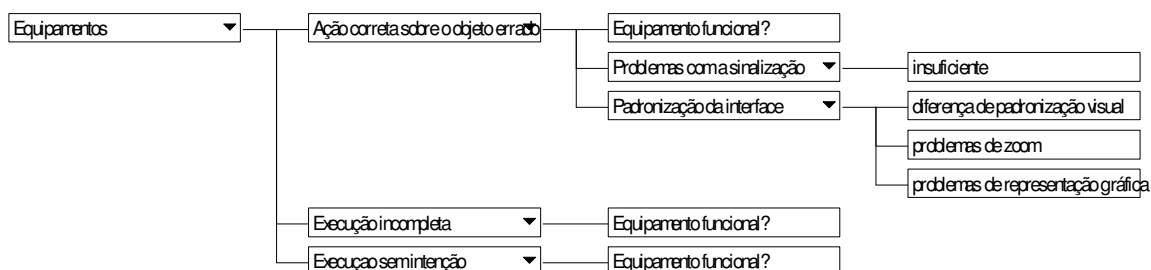 Equipamentos
Ação correta sobre o objeto errado
Equipamento funcional?
Problemas com a sinalização
insuficiente
Padronização da interface
diferença de padronização visual
problemas de zoom
problemas de representação gráfica
Execução incompleta
Equipamento funcional?
Execuçao sem intenção
Equipamento funcional?